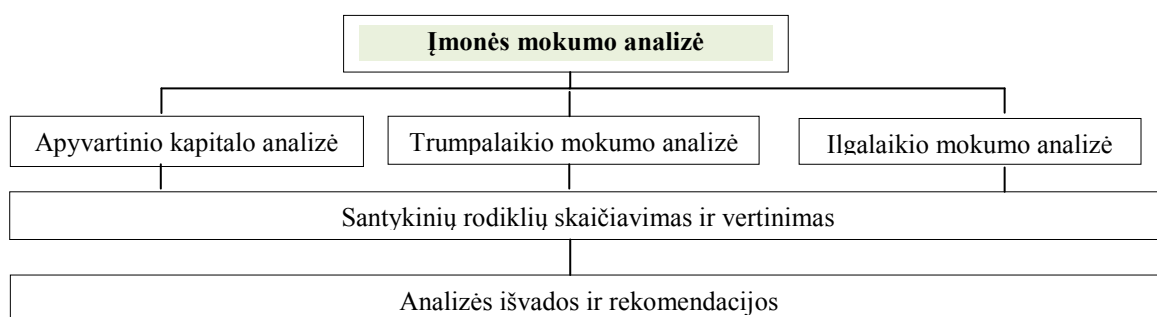 Įmonės mokumo analizė
Apyvartinio kapitalo analizė
Trumpalaikio mokumo analizė
Ilgalaikio mokumo analizė
Santykinių rodiklių skaičiavimas ir vertinimas
Analizės išvados ir rekomendacijos